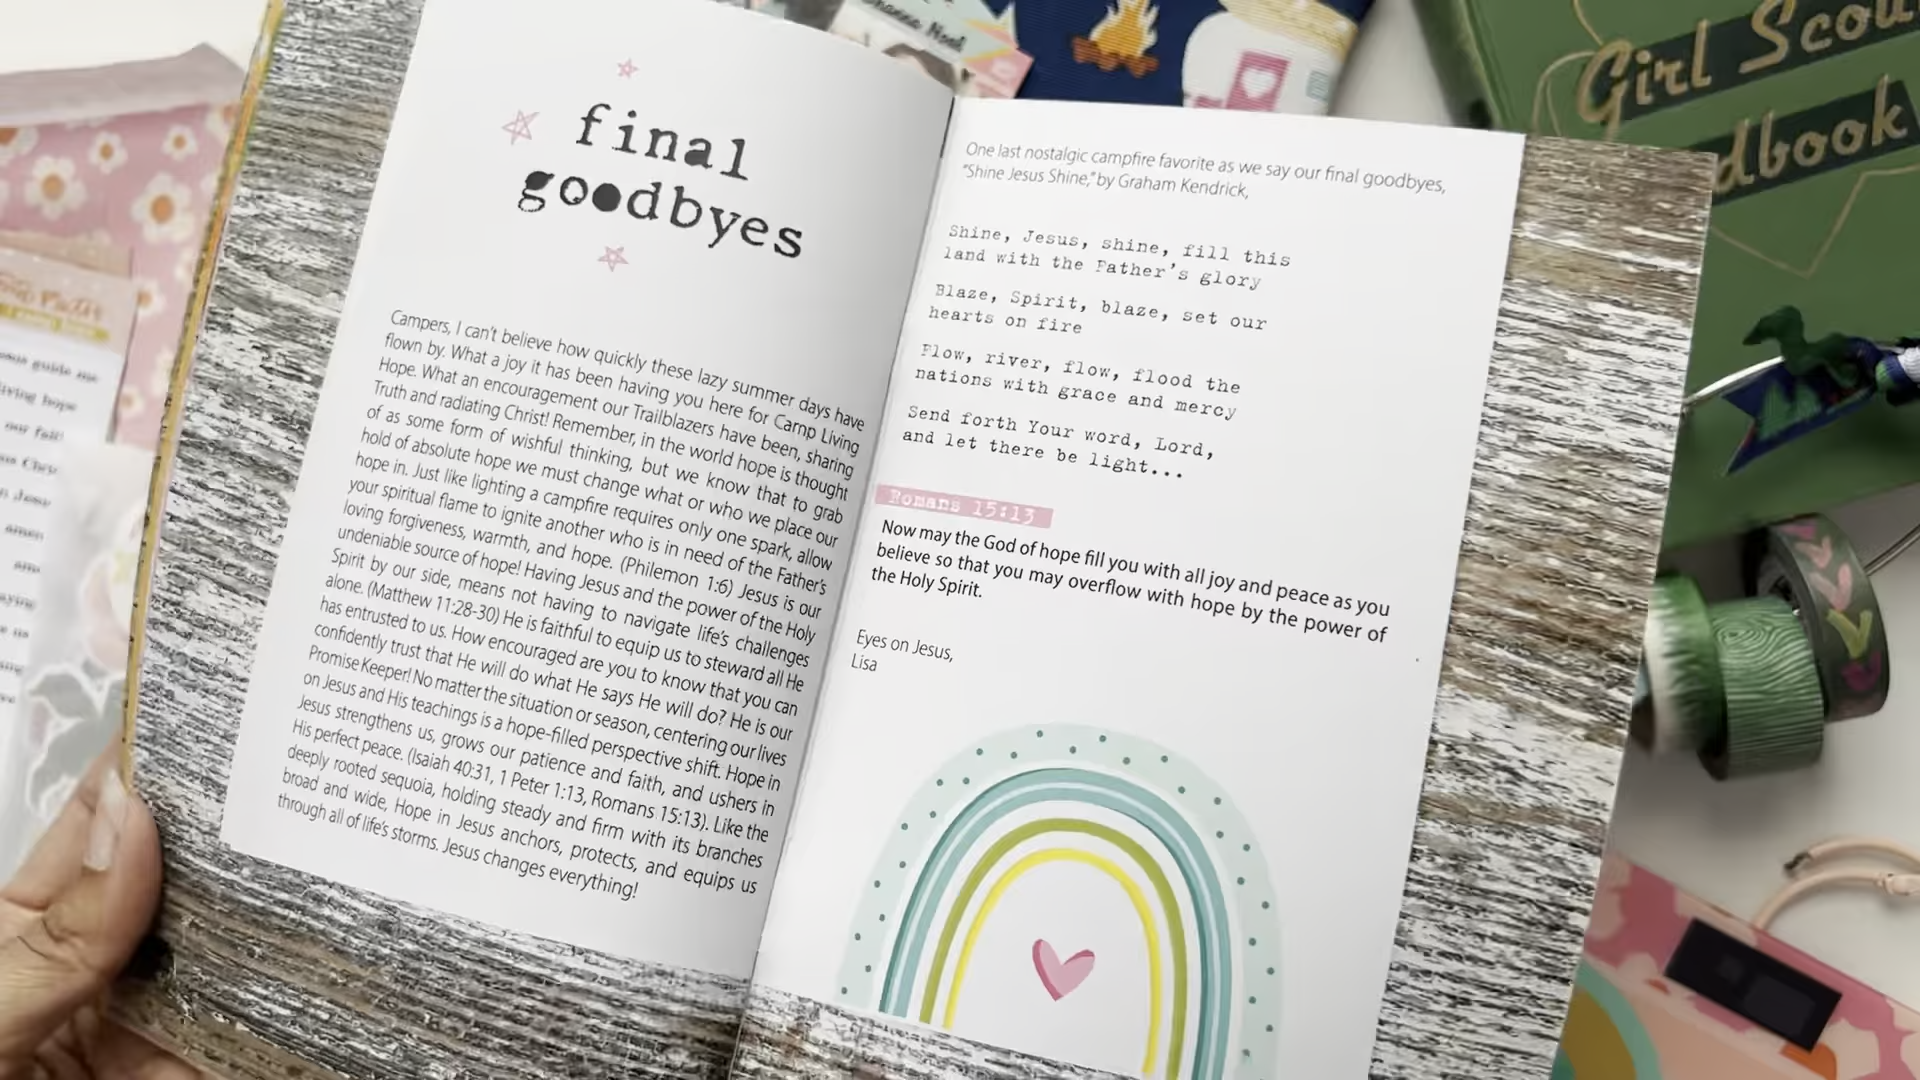 final
goodbyes
Campers, I can't believe how quickly these lazy summer days have
flown by. What a joy it has been having you here for Camp Living
Hope. What an encouragement our Trailblazers have been, sharing
Truth and radiating Christ! Remember, in the world hope is thought
of as some form of wishful thinking, but we know that to grab
hold of absolute hope we must change what or who we place our
hope in. Just like lighting a campfire requires only one spark, allow
your spiritual flame to ignite another who is in need of the Father's
loving forgiveness, warmth, and hope. (Philemon 1:6) Jesus is our
undeniable source of hope! Having Jesus and the power of the Holy
Spirit by our side, means not having to navigate life's challenges
alone. (Matthew 11:28-30) He is faithful to equip us to steward all He
has entrusted to us. How encouraged are you to know that you can
confidently trust that He will do what He says He will do? He is our
Promise Keeper! No matter the situation or season, centering our lives
on Jesus and His teachings is a hope-filled perspective shift. Hope in
Jesus strengthens us, grows our patience and faith, and ushers in
His perfect peace. (Isaiah 40:31, 1 Peter 1:13, Romans 15:13). Like the
deeply rooted sequoia, holding steady and firm with its branches
broad and wide, Hope in Jesus anchors, protects, and equips us
through all of life's storms. Jesus changes everything!
One last nostalgic campfire favorite as we say our final goodbyes,
"Shine Jesus Shine," by Graham Kendrick,
Shine, Jesus, shine, fill this
land with the Father's glory
Blaze, Spirit, blaze, set our
hearts on fire
Flow, river, flow, flood the
nations with grace and mercy
Send forth Your word, Lord,
and let there be light...
Romans 15:13
Now may the God of hope fill you with all joy and peace as you
believe so that you may overflow with hope by the power of
the Holy Spirit.
Eyes on Jesus,
Lisa
Girl Scou
dbook
guide me
living hope
our
amen